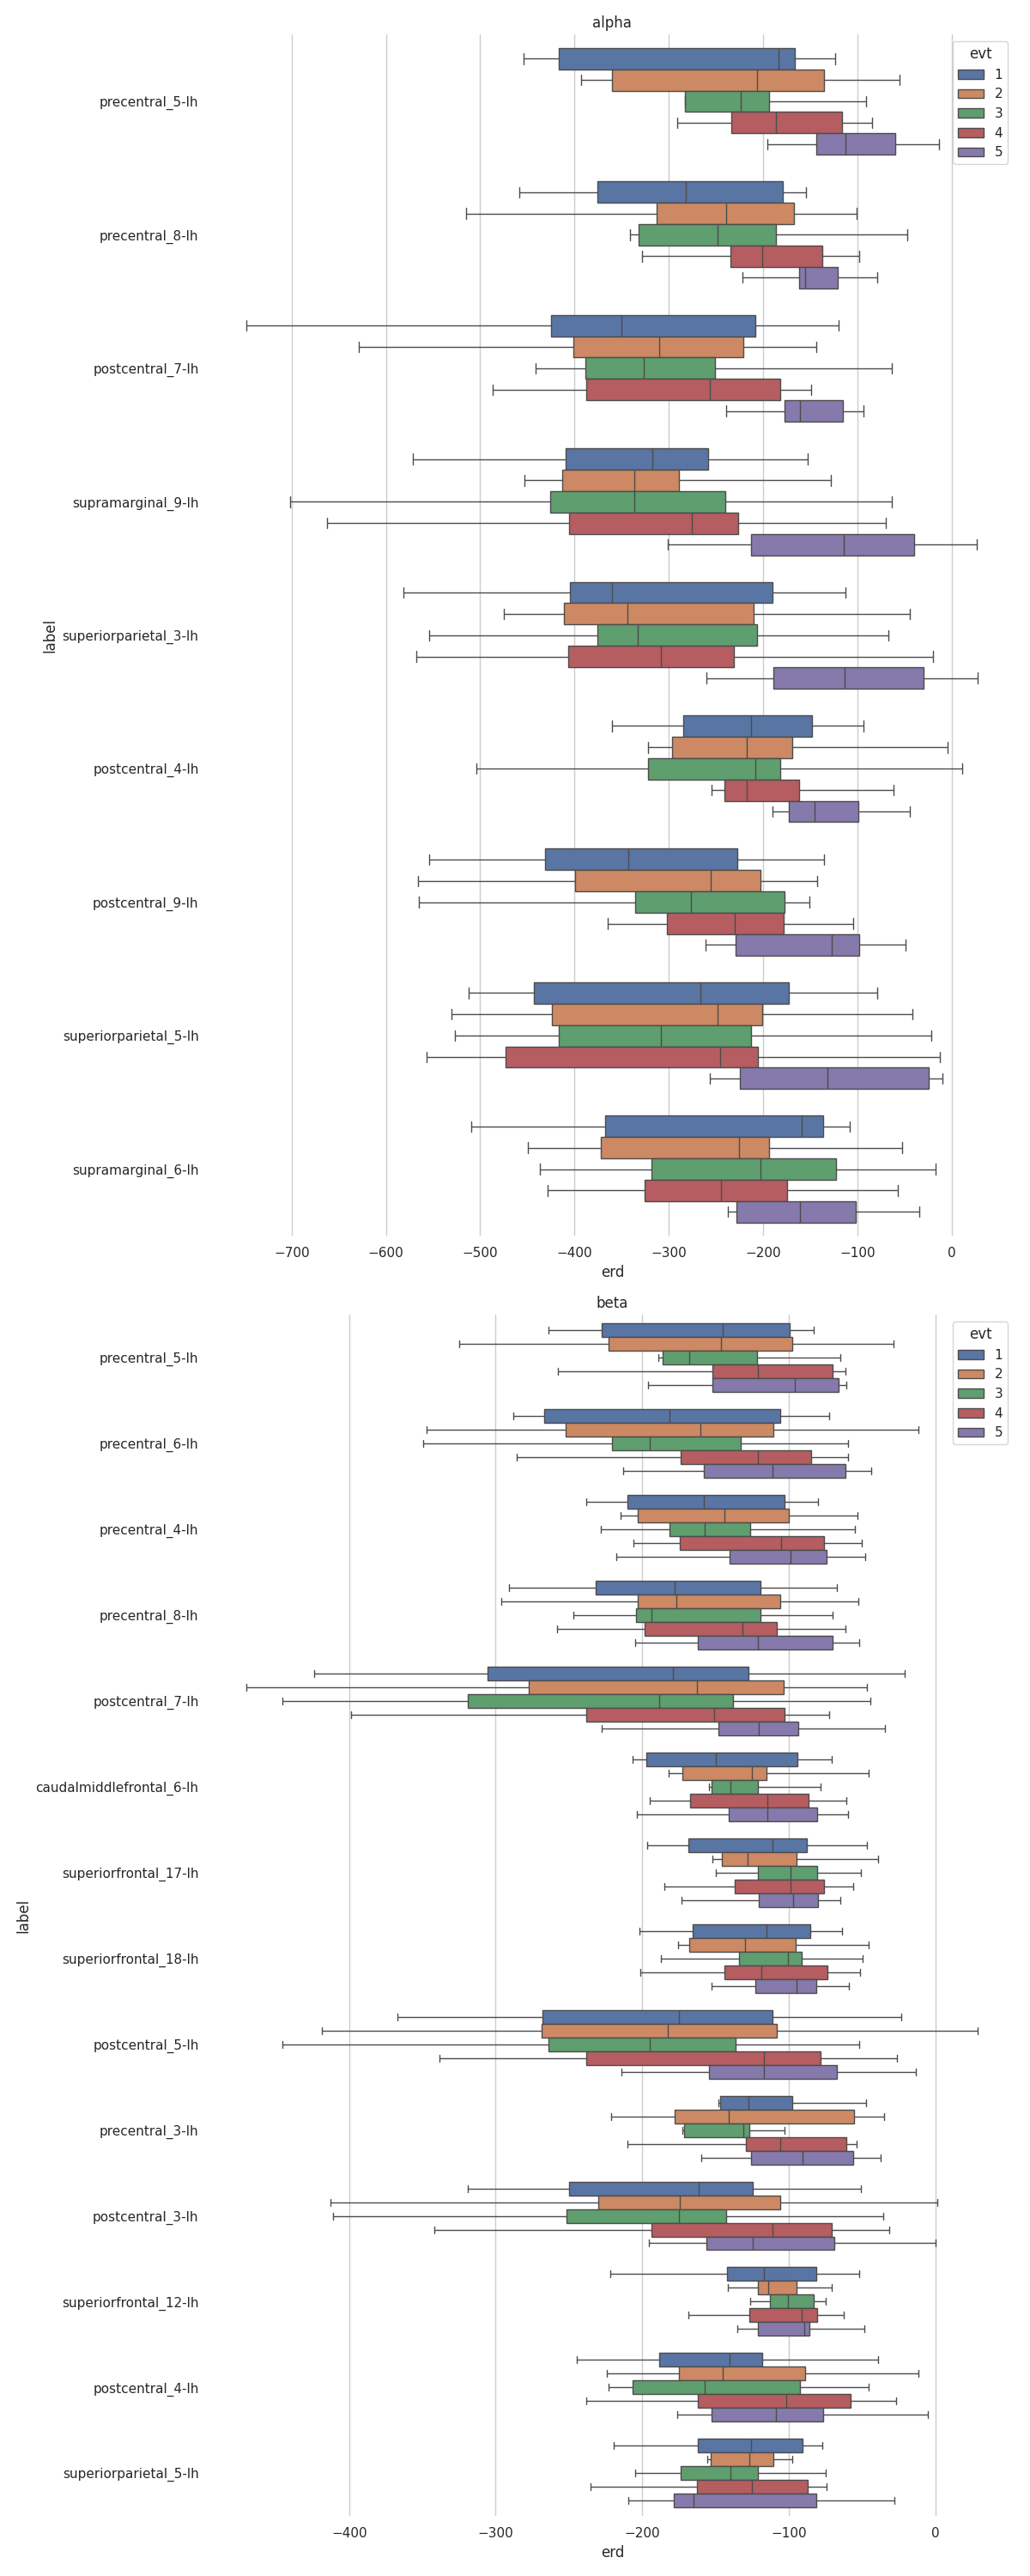 alpha
evt
1
2
3
4
5
precentral_5-lh
precentral_8-lh
postcentral_7-lh
supramarginal_9-lh
superiorparietal_3-lh
postcentral_4-lh
postcentral_9-lh
superiorparietal_5-lh
supramarginal_6-lh
label
−700 −600 −500 −400 −300 −200 −100 0
erd
beta
evt
1
2
3
4
5
precentral_5-lh
precentral_6-lh
precentral_4-lh
precentral_8-lh
postcentral_7-lh
caudalmiddlefrontal_6-lh
superiorfrontal_17-lh
superiorfrontal_18-lh
postcentral_5-lh
precentral_3-lh
postcentral_3-lh
superiorfrontal_12-lh
postcentral_4-lh
superiorparietal_5-lh
label
−400 −300 −200 −100 0
erd